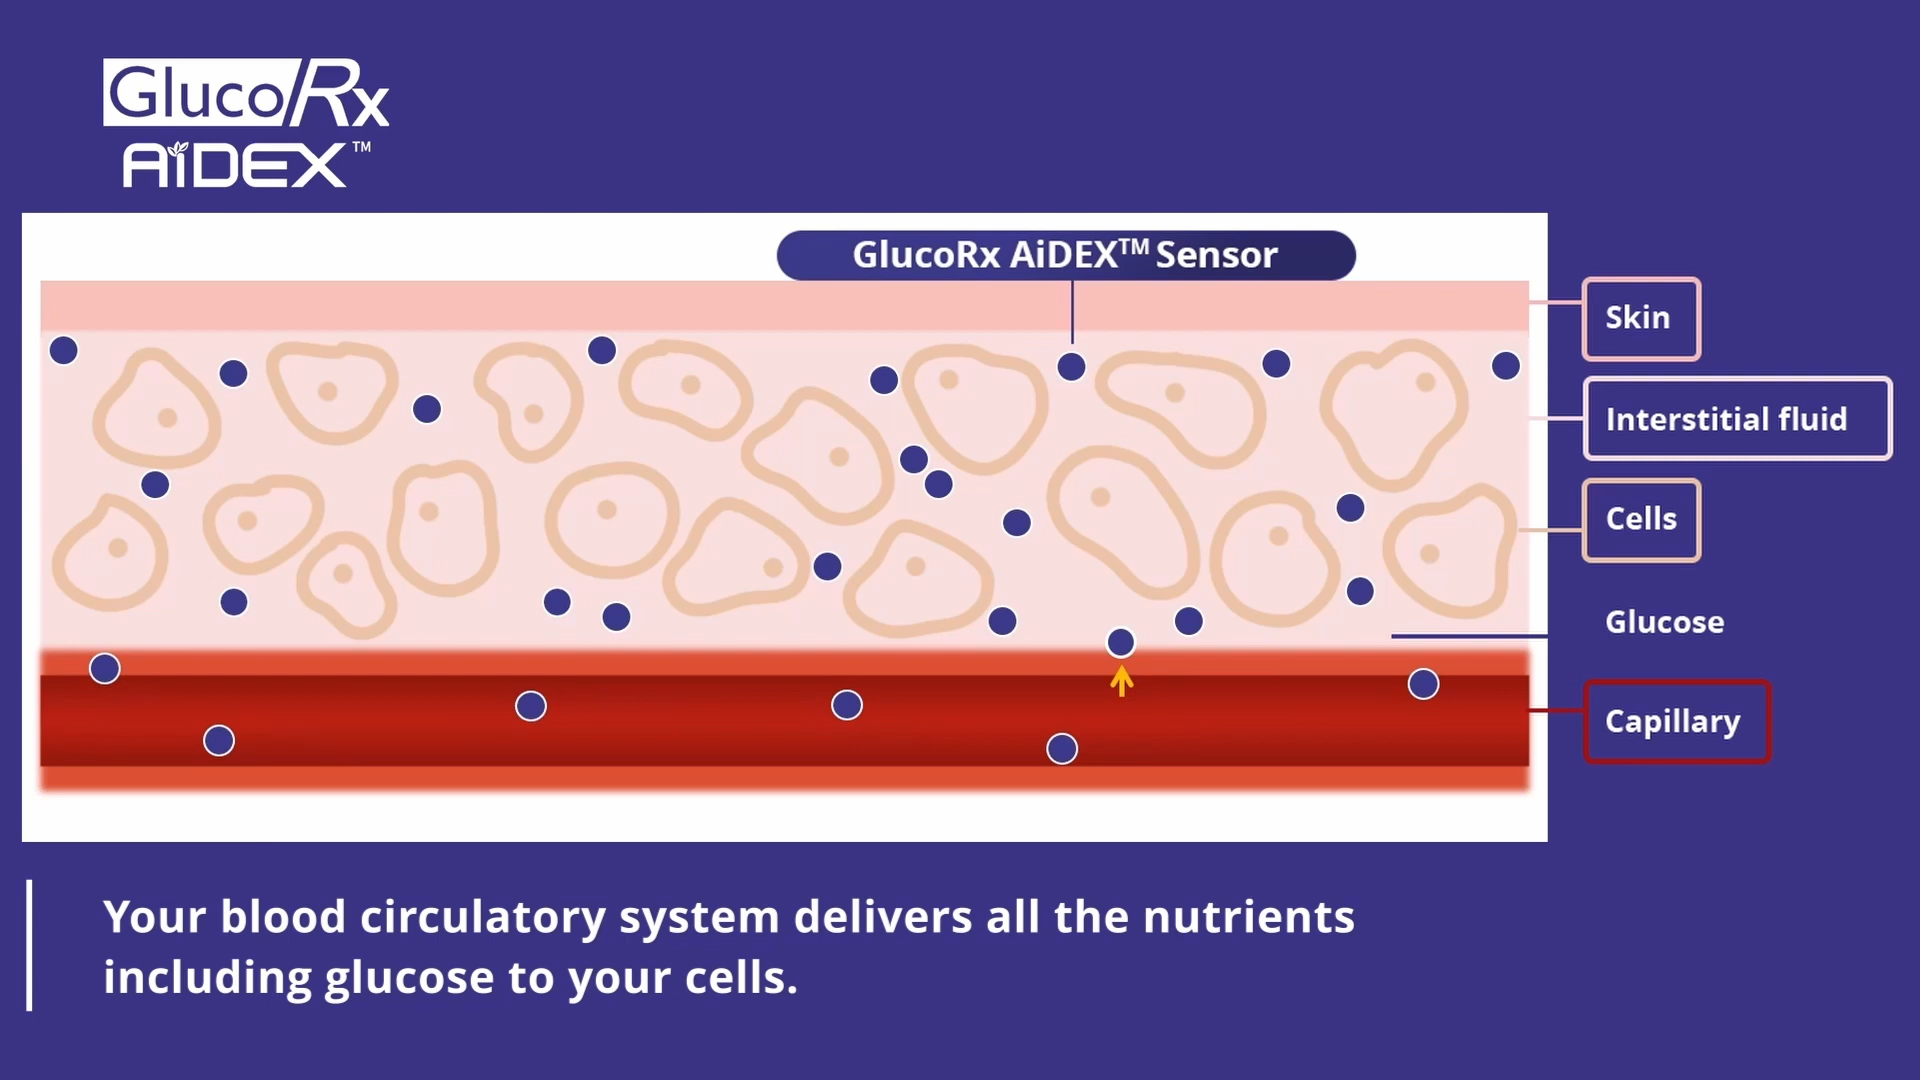 GlucoRx
AiDEX™
GlucoRx AiDEX™ Sensor
Skin
Interstitial fluid
Cells
Glucose
Capillary
Your blood circulatory system delivers all the nutrients
including glucose to your cells.